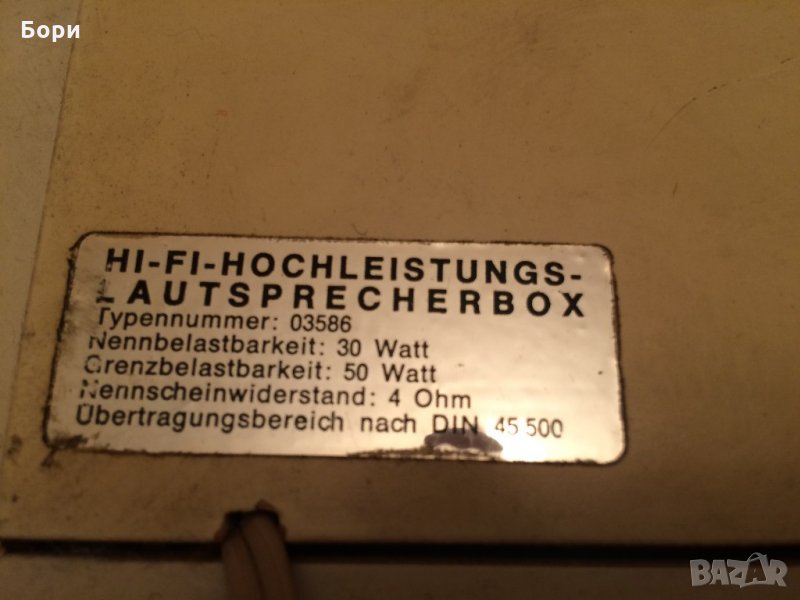 Бори
HI-FI-HOCHLEISTUNGS-
LAUTSPRECHERBOX
Typennummer: 03586
Nennbelastbarkeit: 30 Watt
Grenzbelastbarkeit: 50 Watt
Nennscheinwiderstand: 4 Ohm
Übertragungsbereich nach DIN 45 500
BAZAR